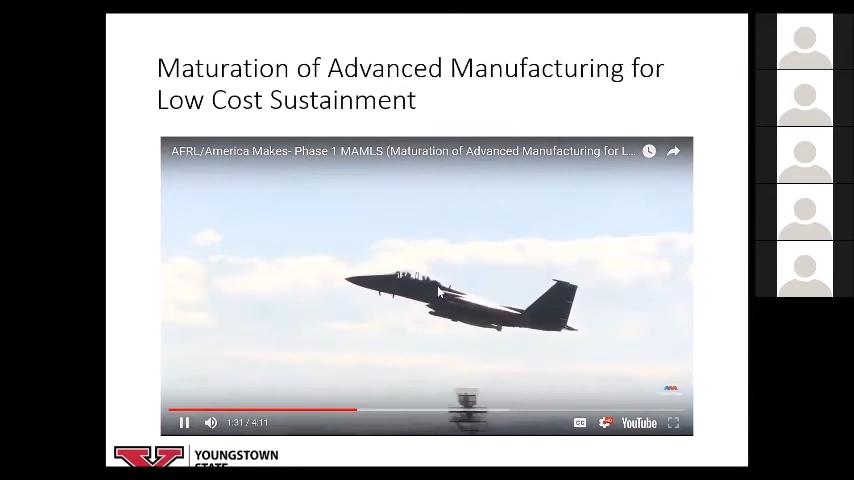 Maturation of Advanced Manufacturing for
Low Cost Sustainment
AFRL/America Makes- Phase 1 MAMLS (Maturation of Advanced Manufacturing for L...
1:31 / 4:11
CC
HD
YouTube
YOUNGSTOWN
STATE